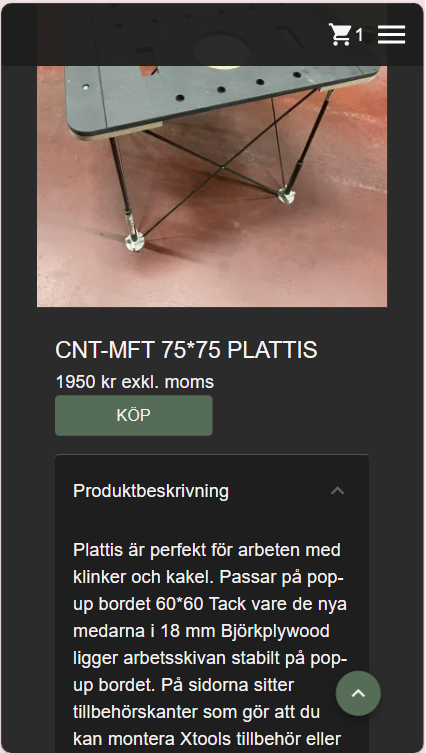 1
CNT-MFT 75*75 PLATTIS
1950 kr exkl. moms
KÖP
Produktbeskrivning
Plattis är perfekt för arbeten med
klinker och kakel. Passar på pop-
up bordet 60*60 Tack vare de nya
medarna i 18 mm Björkplywood
ligger arbetsskivan stabilt på pop-
up bordet. På sidorna sitter
tillbehörskanter som gör att du
kan montera Xtools tillbehör eller